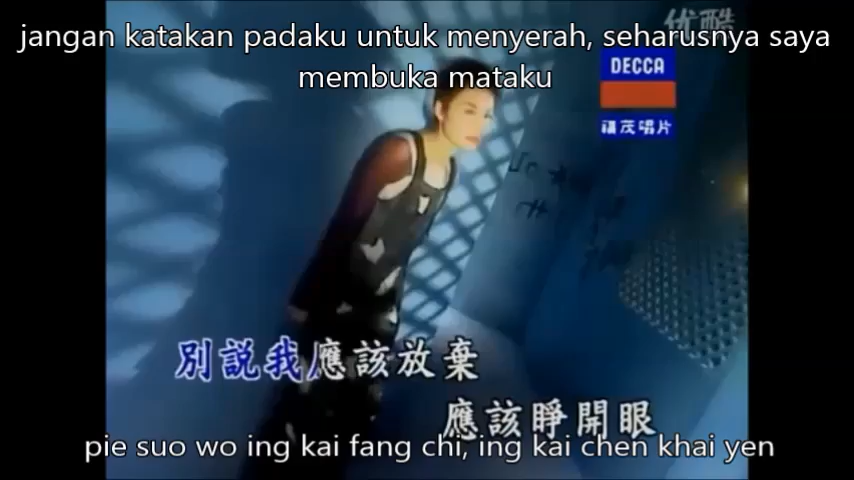 优酷
jangan katakan padaku untuk menyerah, seharusnya saya
membuka mataku
DECCA
福茂唱片
別說我應該放棄
應該睜開眼
pie suo wo ing kai fang chi, ing kai chen khai yen